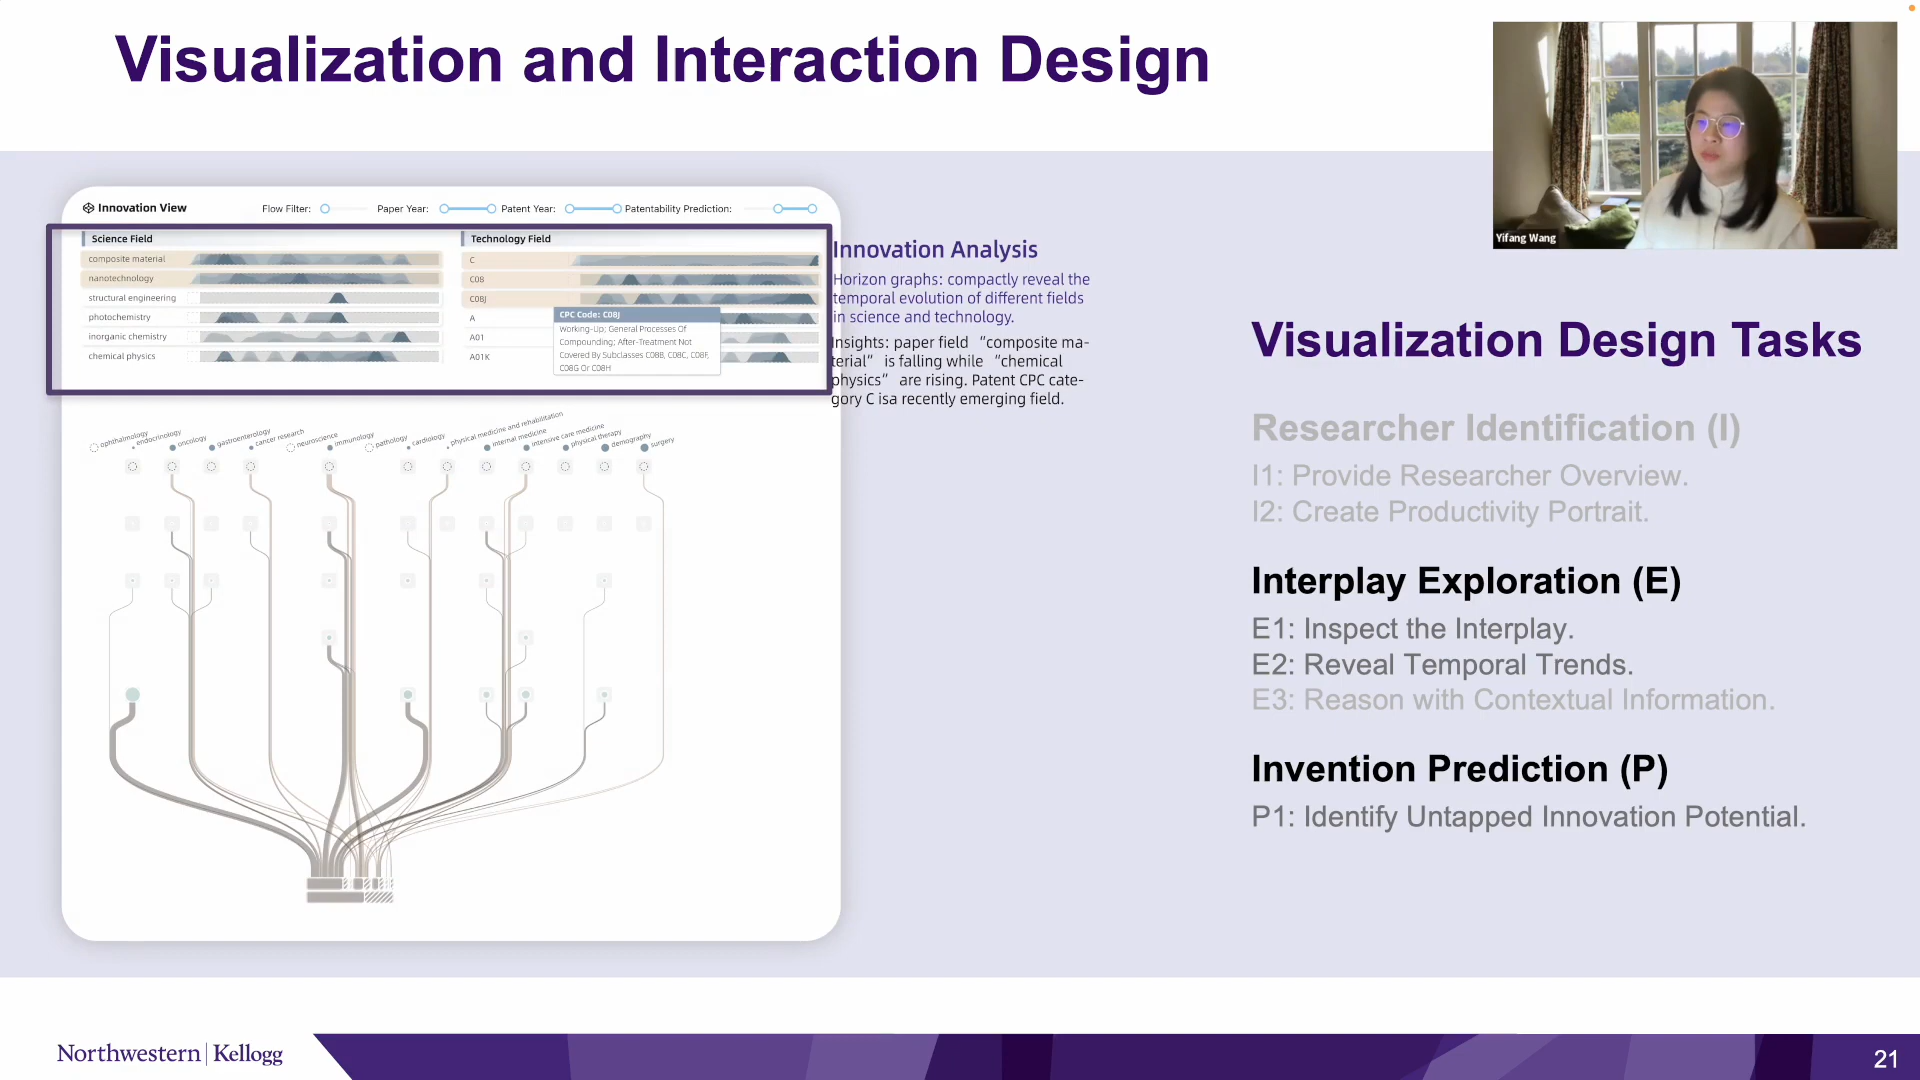 Visualization and Interaction Design
Yifang Wang
Innovation View
Flow Filter:
Paper Year:
Patent Year:
Patentability Prediction:
Science Field
composite material
nanotechnology
structural engineering
photochemistry
inorganic chemistry
chemical physics
Technology Field
C
C08
C08J
A
A01
A01K
CPC Code: C08J
Working-Up; General Processes Of
Compounding; After-Treatment Not
Covered By Subclasses C08B, C08C, C08F,
C08G Or C08H
Innovation Analysis
Horizon graphs: compactly reveal the
temporal evolution of different fields
in science and technology.
Insights: paper field “composite ma-
terial” is falling while “chemical
physics” are rising. Patent CPC cate-
gory C isa recently emerging field.
ophthalmology
endocrinology
oncology
gastroenterology
cancer research
neuroscience
immunology
pathology
cardiology
physical medicine and rehabilitation
internal medicine
intensive care medicine
physical therapy
demography
surgery
Visualization Design Tasks
Researcher Identification (I)
I1: Provide Researcher Overview.
I2: Create Productivity Portrait.
Interplay Exploration (E)
E1: Inspect the Interplay.
E2: Reveal Temporal Trends.
E3: Reason with Contextual Information.
Invention Prediction (P)
P1: Identify Untapped Innovation Potential.
Northwestern | Kellogg
21